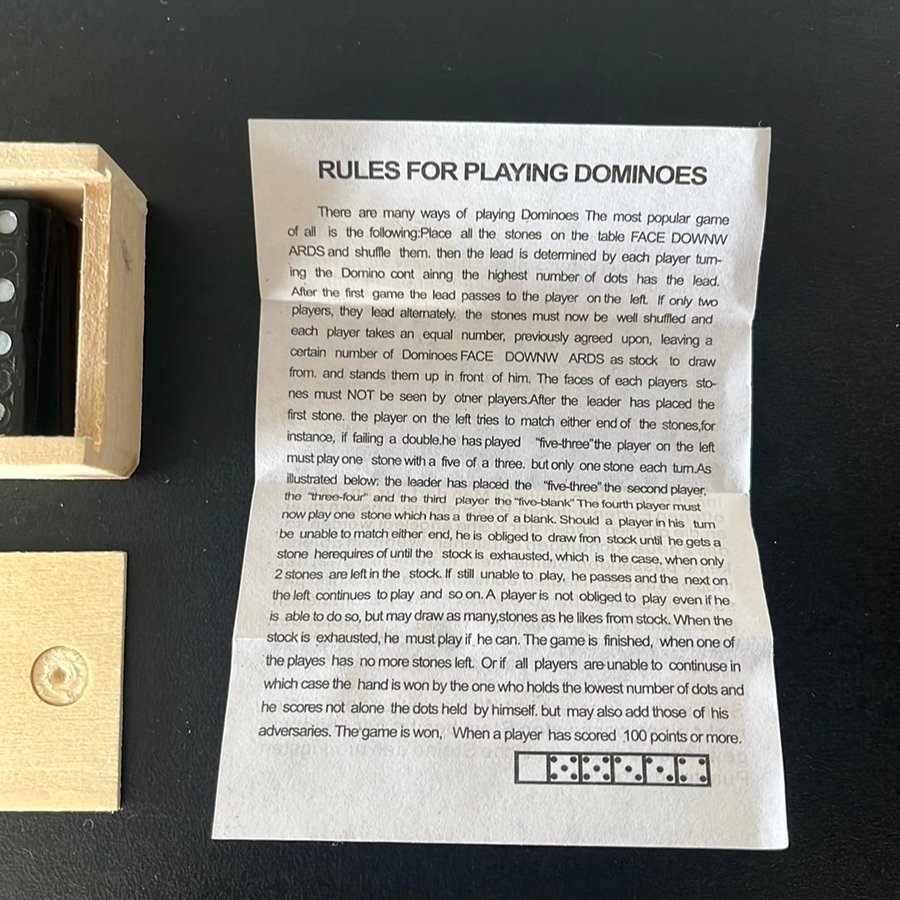 RULES FOR PLAYING DOMINOES
There are many ways of playing Dominoes The most popular game
of all is the following:Place all the stones on the table FACE DOWNW
ARDS and shuffle them. then the lead is determined by each player turn-
ing the Domino cont ainng the highest number of dots has the lead.
After the first game the lead passes to the player on the left. If only two
players, they lead alternately. the stones must now be well shuffled and
each player takes an equal number, previously agreed upon, leaving a
certain number of Dominoes FACE DOWNW ARDS as stock to draw
from. and stands them up in front of him. The faces of each players sto-
nes must NOT be seen by otner players.After the leader has placed the
first stone. the player on the left tries to match either end of the stones,for
instance, if failing a double.he has played "five-three"the player on the left
must play one stone with a five of a three. but only one stone each turn.As
illustrated below: the leader has placed the "five-three" the second player,
the "three-four" and the third player the "five-blank" The fourth player must
now play one stone which has a three of a blank. Should a player in his turn
be unable to match either end, he is obliged to draw fron stock until he gets a
stone herequires of until the stock is exhausted, which is the case, when only
2 stones are left in the stock. If still unable to play, he passes and the next on
the left continues to play and so on. A player is not obliged to play even if he
is able to do so, but may draw as many,stones as he likes from stock. When the
stock is exhausted, he must play if he can. The game is finished, when one of
the playes has no more stones left. Or if all players are unable to continuse in
which case the hand is won by the one who holds the lowest number of dots and
he scores not alone the dots held by himself. but may also add those of his
adversaries. The game is won, When a player has scored 100 points or more.